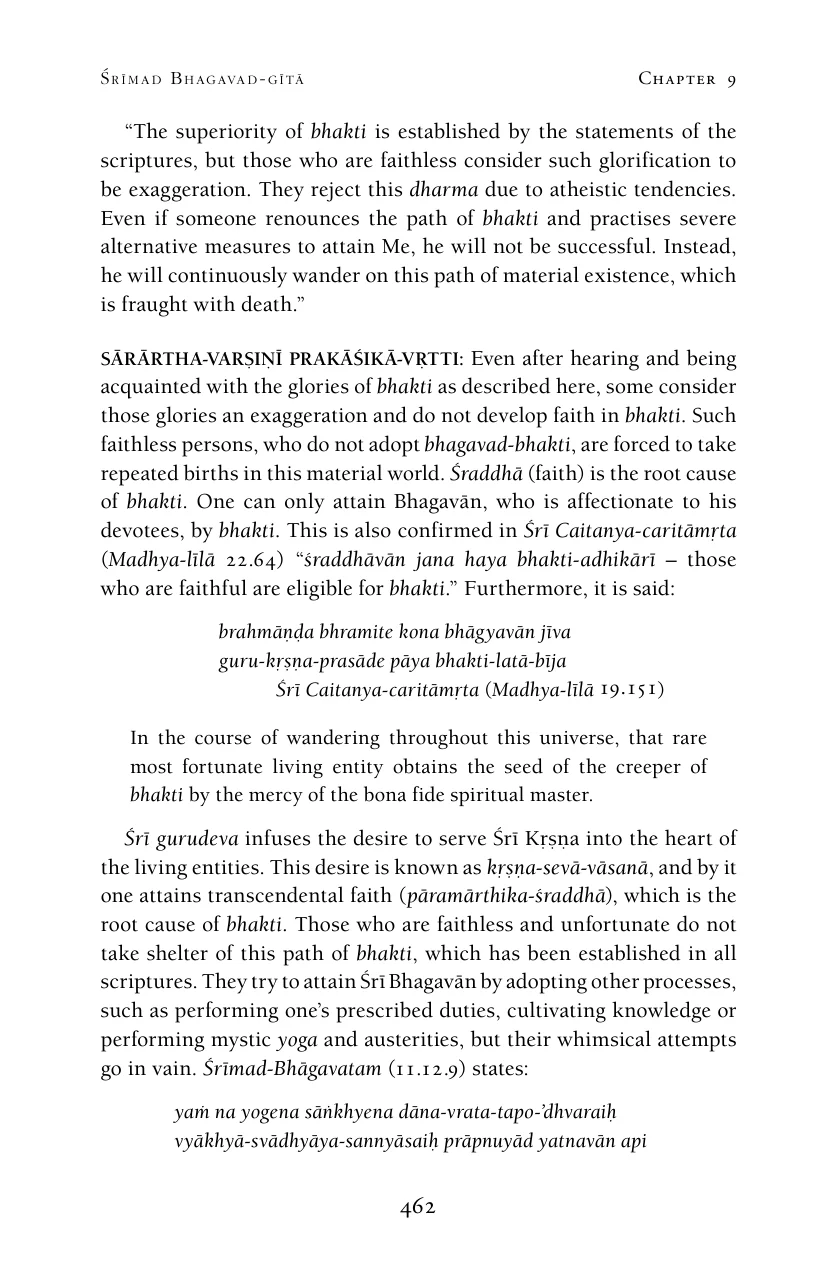 Śrīmad Bhagavad-gītā Chapter 9
“The superiority of bhakti is established by the statements of the
scriptures, but those who are faithless consider such glorification to
be exaggeration. They reject this dharma due to atheistic tendencies.
Even if someone renounces the path of bhakti and practises severe
alternative measures to attain Me, he will not be successful. Instead,
he will continuously wander on this path of material existence, which
is fraught with death.”
SĀRĀRTHA-VARṢIṆĪ PRAKĀŚIKĀ-VṚTTI: Even after hearing and being
acquainted with the glories of bhakti as described here, some consider
those glories an exaggeration and do not develop faith in bhakti. Such
faithless persons, who do not adopt bhagavad-bhakti, are forced to take
repeated births in this material world. Śraddhā (faith) is the root cause
of bhakti. One can only attain Bhagavān, who is affectionate to his
devotees, by bhakti. This is also confirmed in Śrī Caitanya-caritāmṛta
(Madhya-līlā 22.64) “śraddhāvān jana haya bhakti-adhikārī – those
who are faithful are eligible for bhakti.” Furthermore, it is said:
brahmāṇḍa bhramite kona bhāgyavān jīva
guru-kṛṣṇa-prasāde pāya bhakti-latā-bīja
Śrī Caitanya-caritāmṛta (Madhya-līlā 19.151)
In the course of wandering throughout this universe, that rare
most fortunate living entity obtains the seed of the creeper of
bhakti by the mercy of the bona fide spiritual master.
Śrī gurudeva infuses the desire to serve Śrī Kṛṣṇa into the heart of
the living entities. This desire is known as kṛṣṇa-sevā-vāsanā, and by it
one attains transcendental faith (pāramārthika-śraddhā), which is the
root cause of bhakti. Those who are faithless and unfortunate do not
take shelter of this path of bhakti, which has been established in all
scriptures. They try to attain Śrī Bhagavān by adopting other processes,
such as performing one’s prescribed duties, cultivating knowledge or
performing mystic yoga and austerities, but their whimsical attempts
go in vain. Śrīmad-Bhāgavatam (11.12.9) states:
yaṁ na yogena sāṅkhyena dāna-vrata-tapo-’dhvaraiḥ
vyākhyā-svādhyāya-sannyāsaiḥ prāpnuyād yatnavān api
462